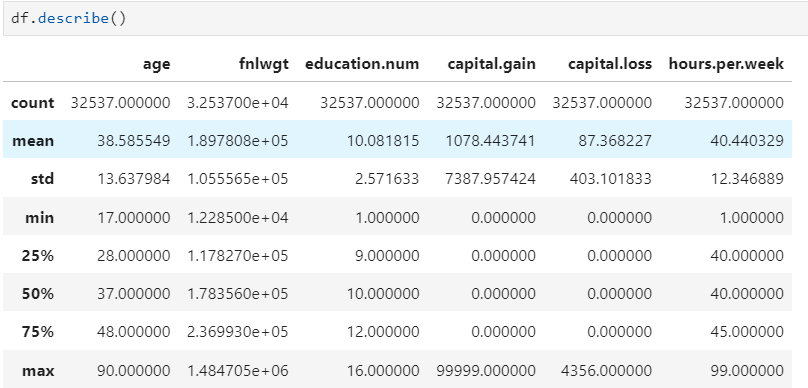 df.describe()
age fnlwgt education.num capital.gain capital.loss hours.per.week
count 32537.000000 3.253700e+04 32537.000000 32537.000000 32537.000000 32537.000000
mean 38.585549 1.897808e+05 10.081815 1078.443741 87.368227 40.440329
std 13.637984 1.055565e+05 2.571633 7387.957424 403.101833 12.346889
min 17.000000 1.228500e+04 1.000000 0.000000 0.000000 1.000000
25% 28.000000 1.178270e+05 9.000000 0.000000 0.000000 40.000000
50% 37.000000 1.783560e+05 10.000000 0.000000 0.000000 40.000000
75% 48.000000 2.369930e+05 12.000000 0.000000 0.000000 45.000000
max 90.000000 1.484705e+06 16.000000 99999.000000 4356.000000 99.000000